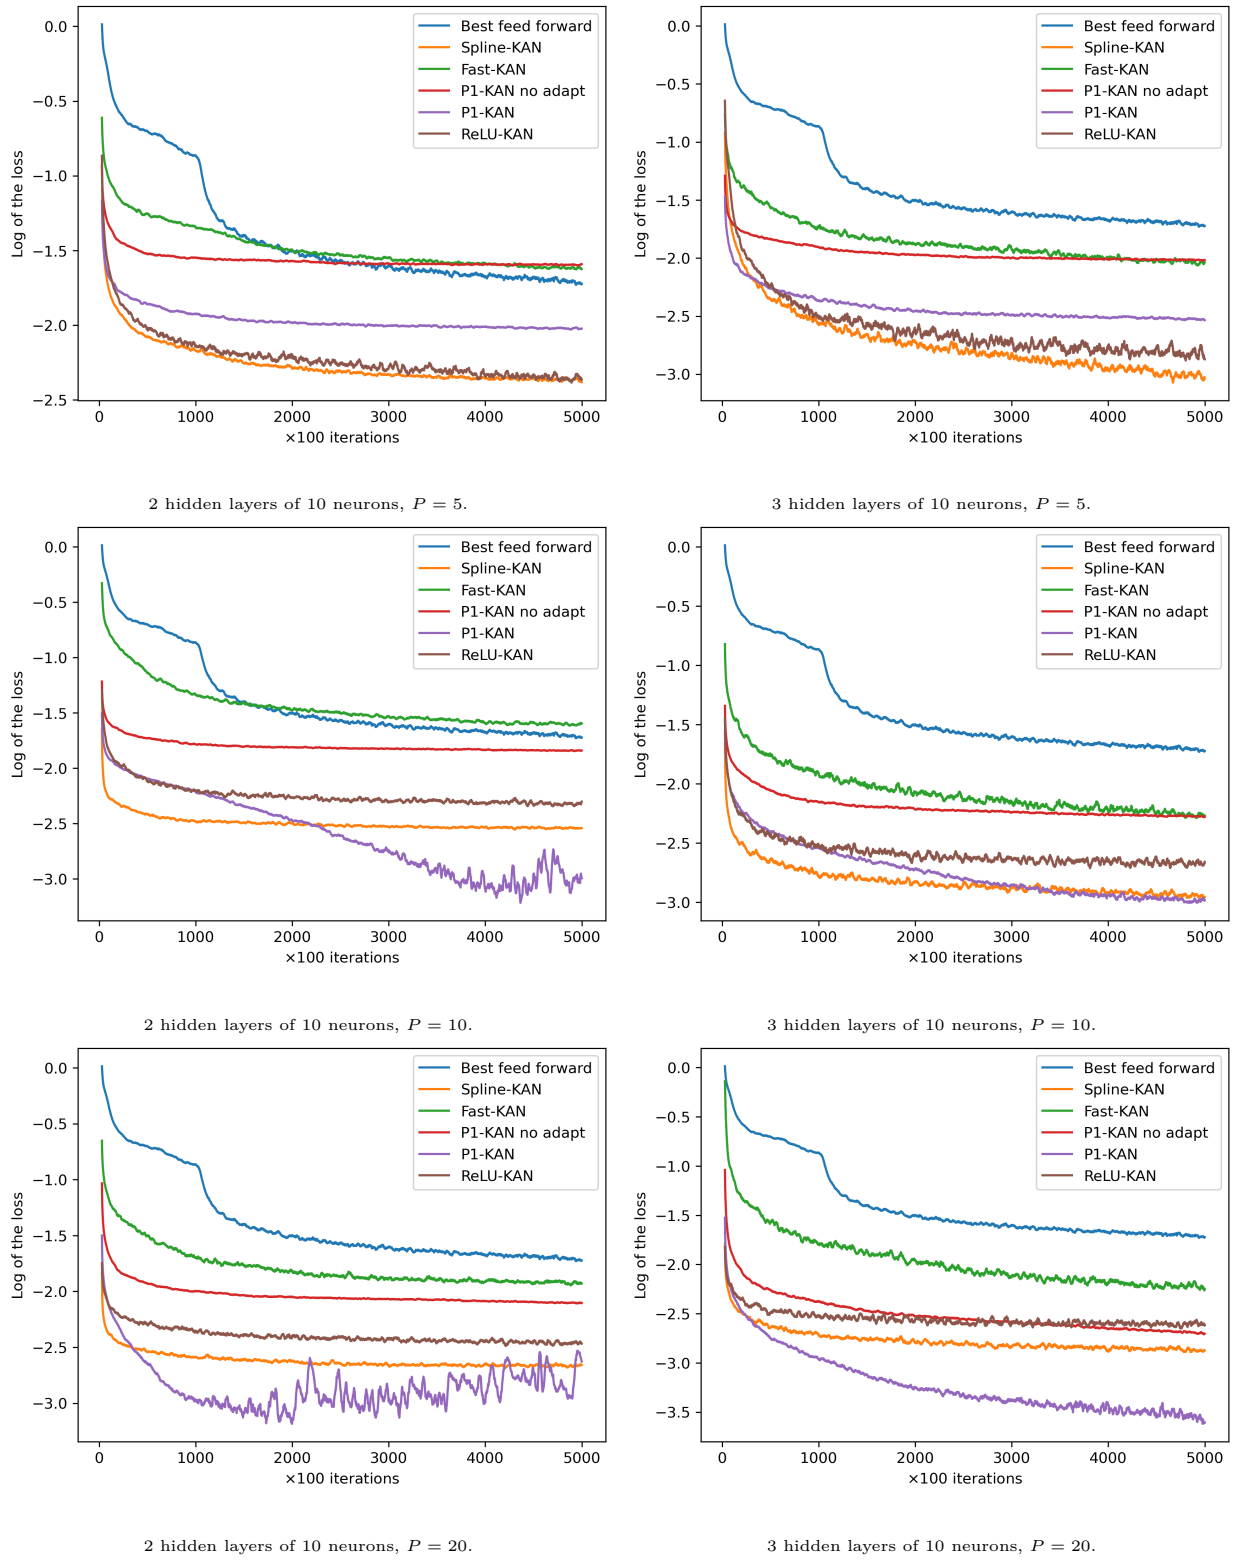 0.0
−0.5
−1.0
−1.5
−2.0
−2.5
Log of the loss
Best feed forward
Spline-KAN
Fast-KAN
P1-KAN no adapt
P1-KAN
ReLU-KAN
0 1000 2000 3000 4000 5000
×100 iterations
2 hidden layers of 10 neurons, P = 5.
0.0
−0.5
−1.0
−1.5
−2.0
−2.5
−3.0
Log of the loss
Best feed forward
Spline-KAN
Fast-KAN
P1-KAN no adapt
P1-KAN
ReLU-KAN
0 1000 2000 3000 4000 5000
×100 iterations
3 hidden layers of 10 neurons, P = 5.
0.0
−0.5
−1.0
−1.5
−2.0
−2.5
−3.0
Log of the loss
Best feed forward
Spline-KAN
Fast-KAN
P1-KAN no adapt
P1-KAN
ReLU-KAN
0 1000 2000 3000 4000 5000
×100 iterations
2 hidden layers of 10 neurons, P = 10.
0.0
−0.5
−1.0
−1.5
−2.0
−2.5
−3.0
Log of the loss
Best feed forward
Spline-KAN
Fast-KAN
P1-KAN no adapt
P1-KAN
ReLU-KAN
0 1000 2000 3000 4000 5000
×100 iterations
3 hidden layers of 10 neurons, P = 10.
0.0
−0.5
−1.0
−1.5
−2.0
−2.5
−3.0
Log of the loss
Best feed forward
Spline-KAN
Fast-KAN
P1-KAN no adapt
P1-KAN
ReLU-KAN
0 1000 2000 3000 4000 5000
×100 iterations
2 hidden layers of 10 neurons, P = 20.
0.0
−0.5
−1.0
−1.5
−2.0
−2.5
−3.0
−3.5
Log of the loss
Best feed forward
Spline-KAN
Fast-KAN
P1-KAN no adapt
P1-KAN
ReLU-KAN
0 1000 2000 3000 4000 5000
×100 iterations
3 hidden layers of 10 neurons, P = 20.